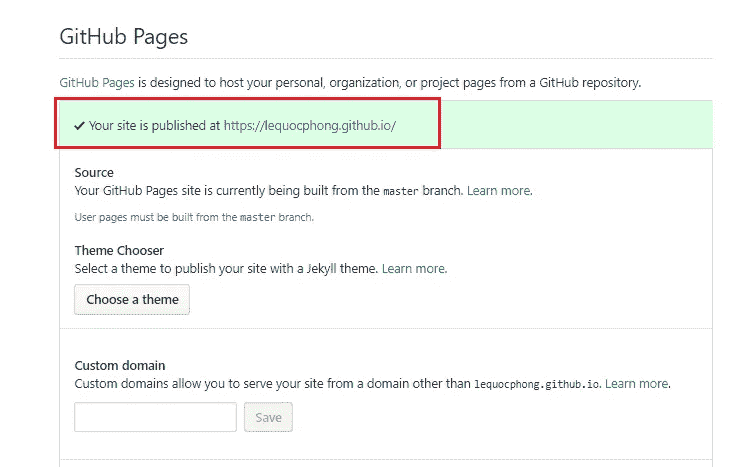 GitHub Pages
GitHub Pages is designed to host your personal, organization, or project pages from a GitHub repository.
✔ Your site is published at https://lequocphong.github.io/
Source
Your GitHub Pages site is currently being built from the master branch. Learn more.
User pages must be built from the master branch.
Theme Chooser
Select a theme to publish your site with a Jekyll theme. Learn more.
Choose a theme
Custom domain
Custom domains allow you to serve your site from a domain other than lequocphong.github.io. Learn more.
Save